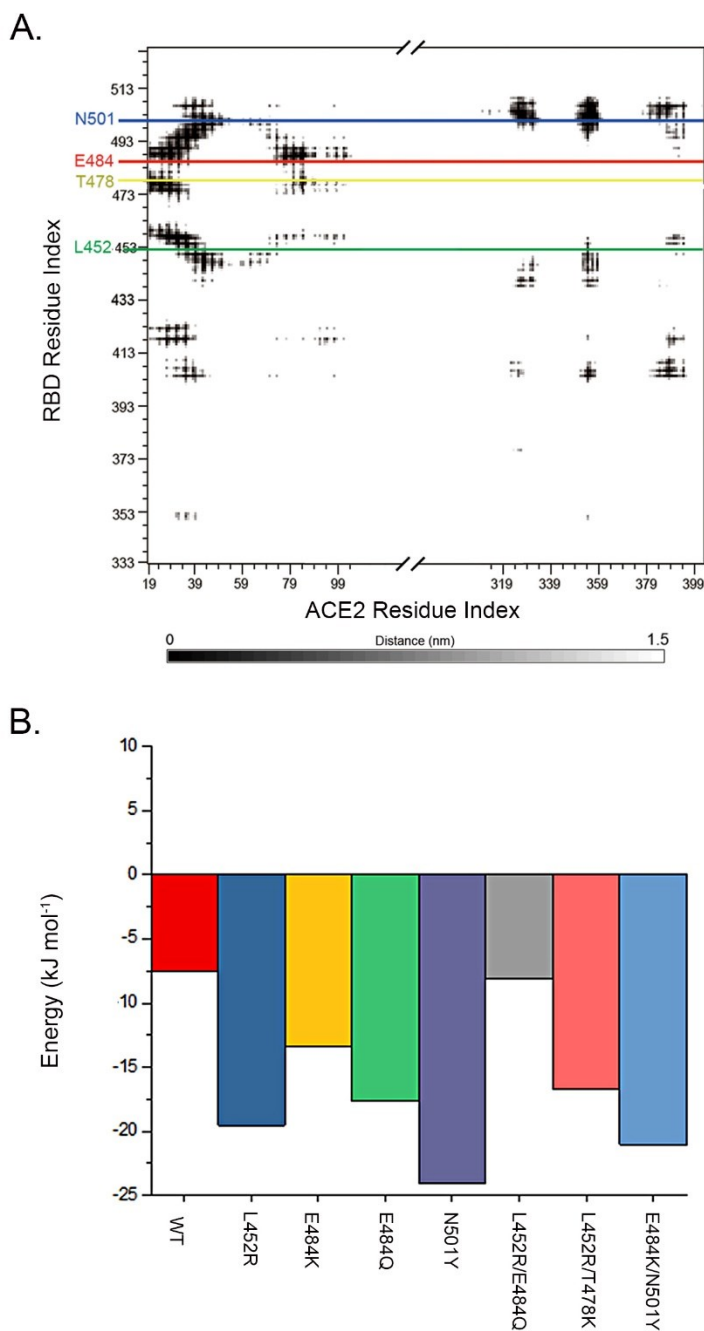 A.
RBD Residue Index
513
N501
493
E484
T478
473
L452
453
433
413
393
373
353
333
19 39 59 79 99 319 339 359 379 399
ACE2 Residue Index
0 Distance (nm) 1.5
B.
Energy (kJ mol⁻¹)
10
5
0
-5
-10
-15
-20
-25
WT L452R E484K E484Q N501Y L452R/E484Q L452R/T478K E484K/N501Y